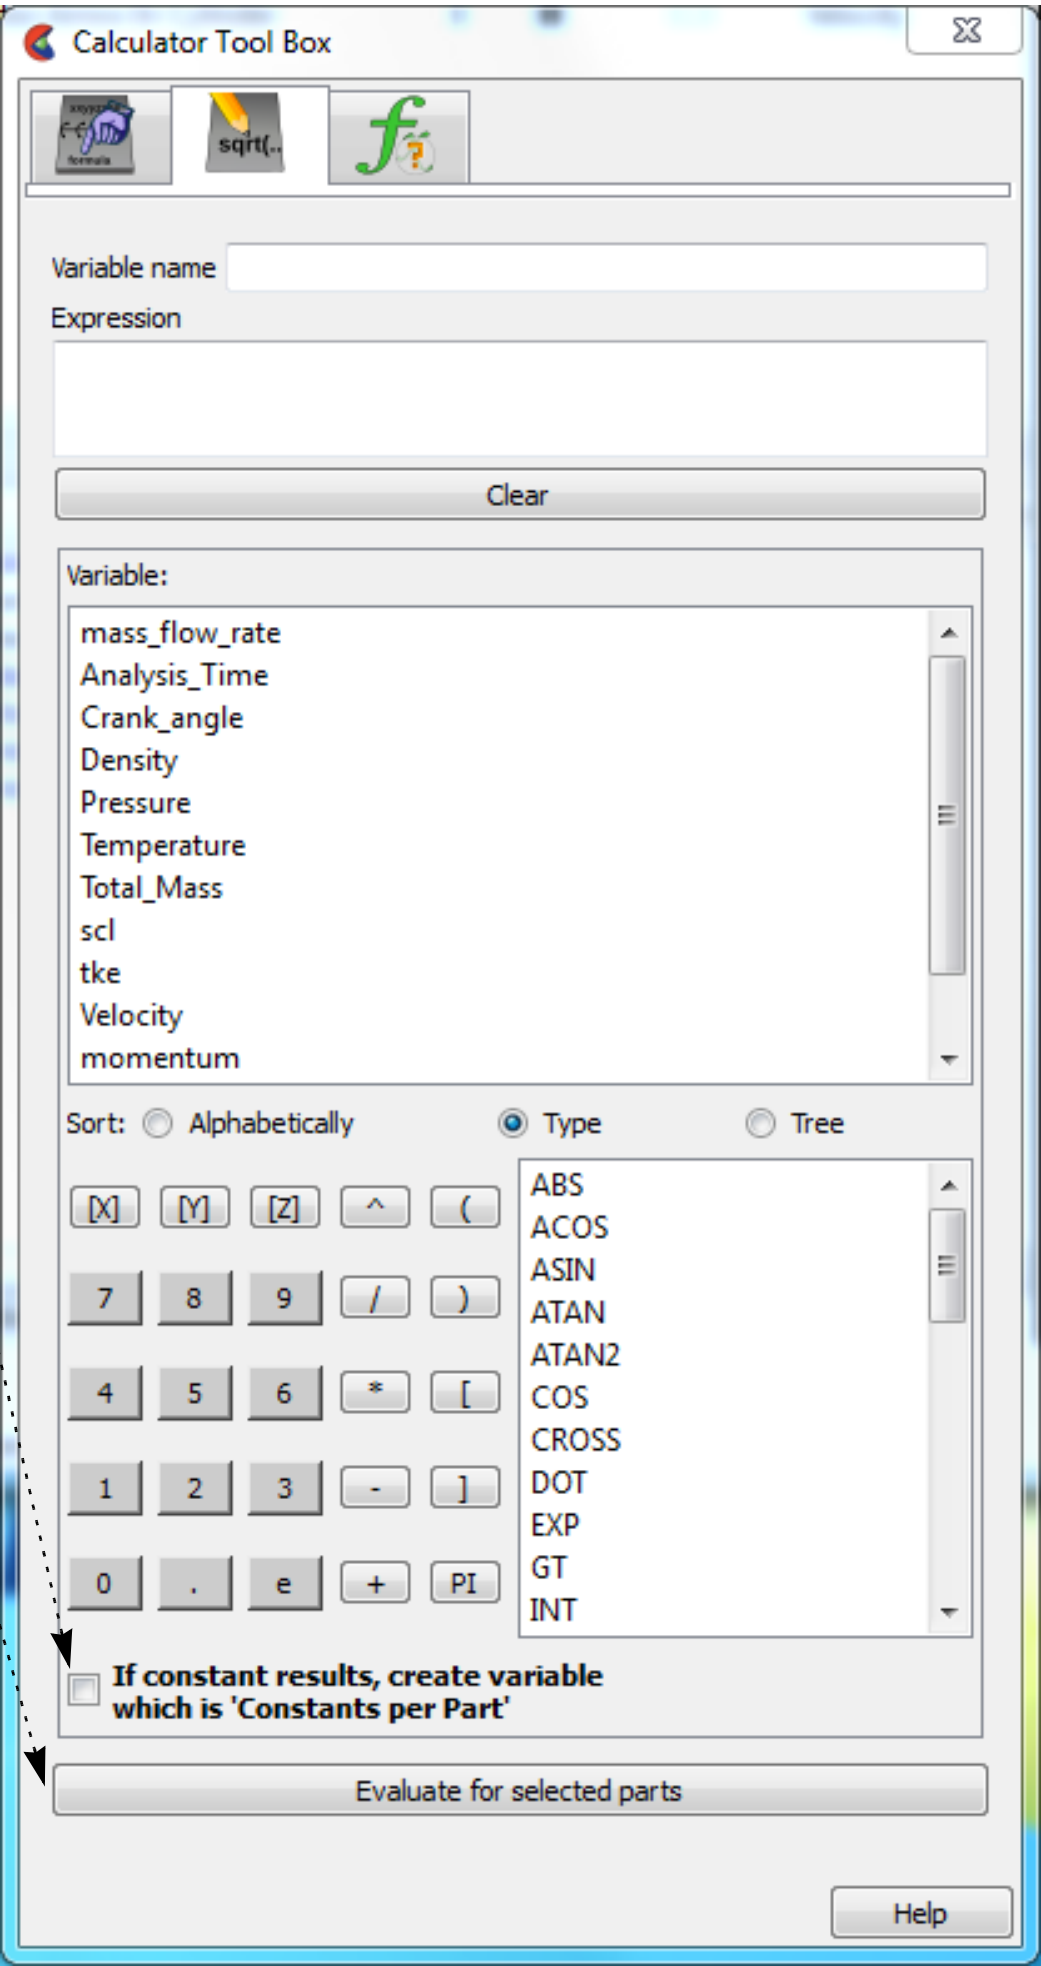 Calculator Tool Box
formula
sqrt(..
f?
Variable name
Expression
Clear
Variable:
mass_flow_rate
Analysis_Time
Crank_angle
Density
Pressure
Temperature
Total_Mass
scl
tke
Velocity
momentum
Sort: Alphabetically Type Tree
[X] [Y] [Z] ^ (
7 8 9 / )
4 5 6 * [
1 2 3 - ]
0 . e + PI
ABS
ACOS
ASIN
ATAN
ATAN2
COS
CROSS
DOT
EXP
GT
INT
If constant results, create variable
which is 'Constants per Part'
Evaluate for selected parts
Help